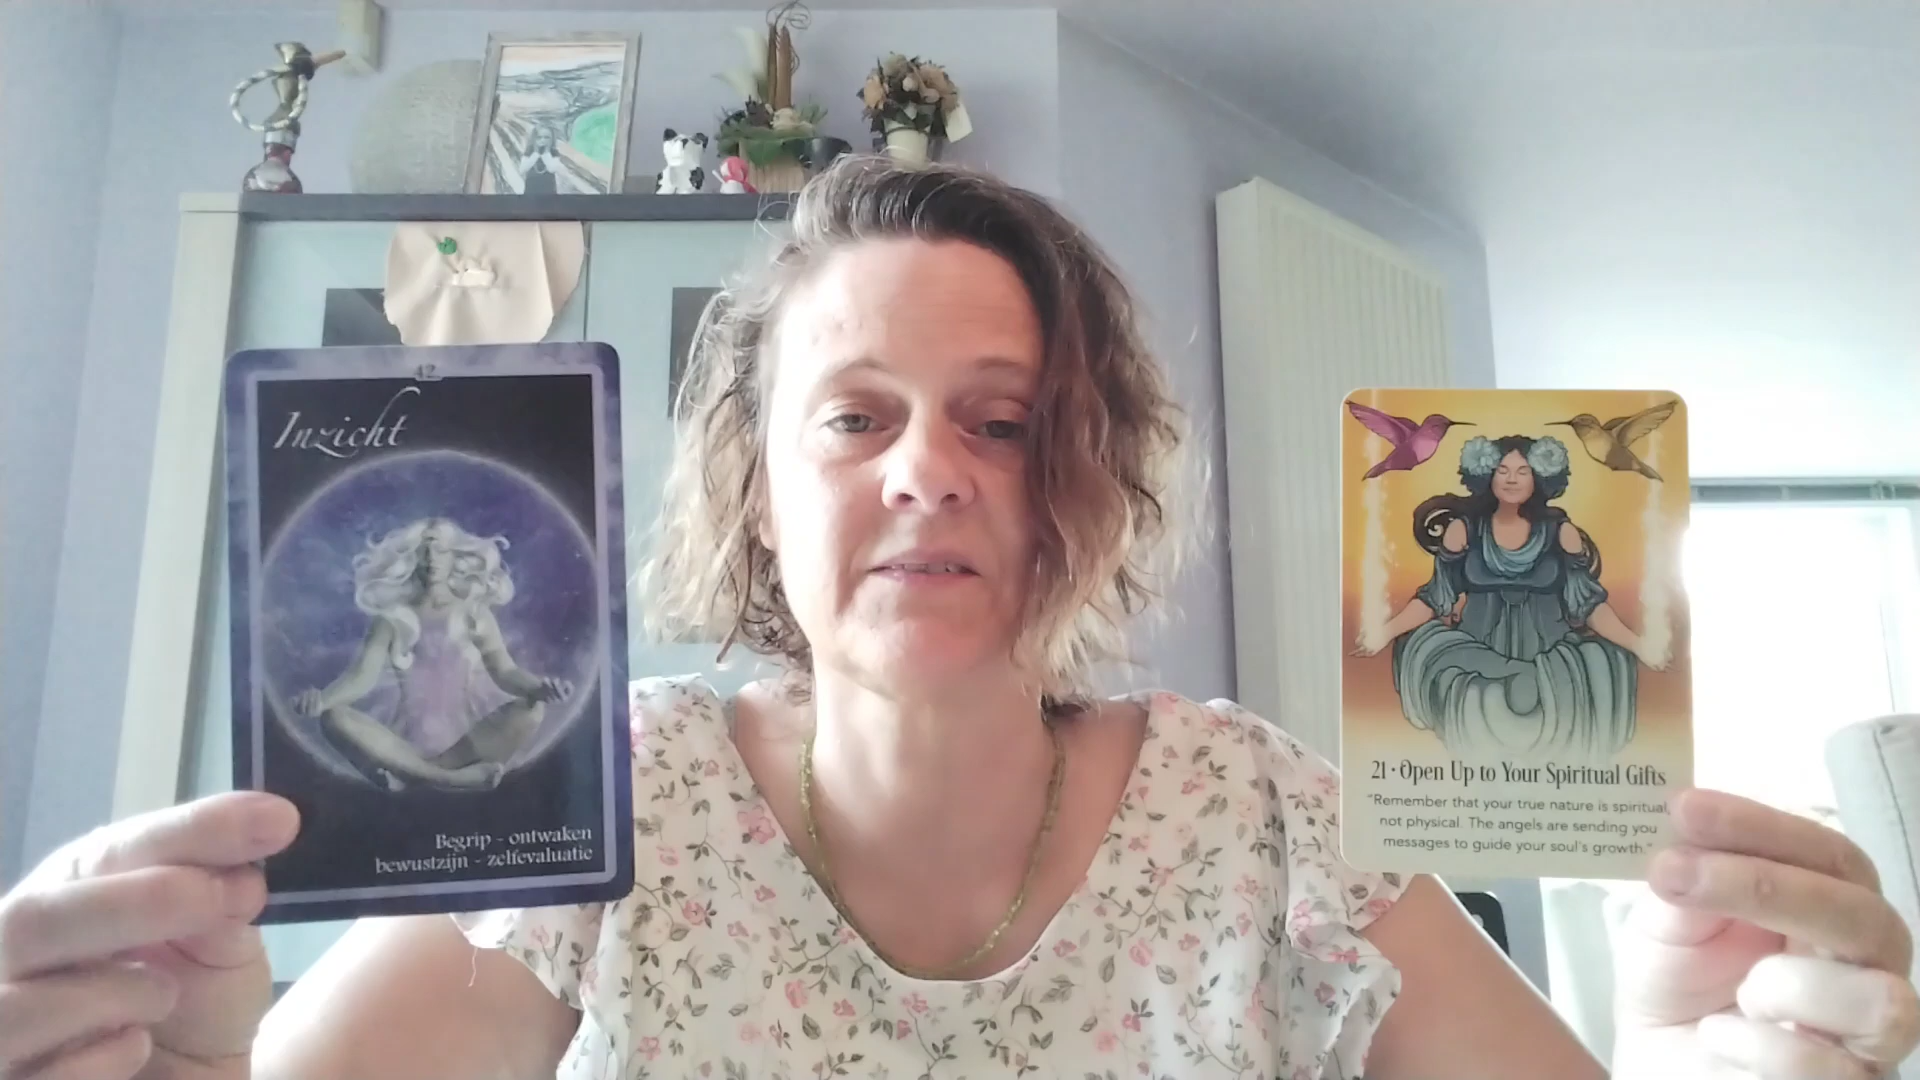 42
Inzicht
Begrip - ontwaken
bewustzijn - zelfevaluatie
21 • Open Up to Your Spiritual Gifts
"Remember that your true nature is spiritual,
not physical. The angels are sending you
messages to guide your soul's growth."